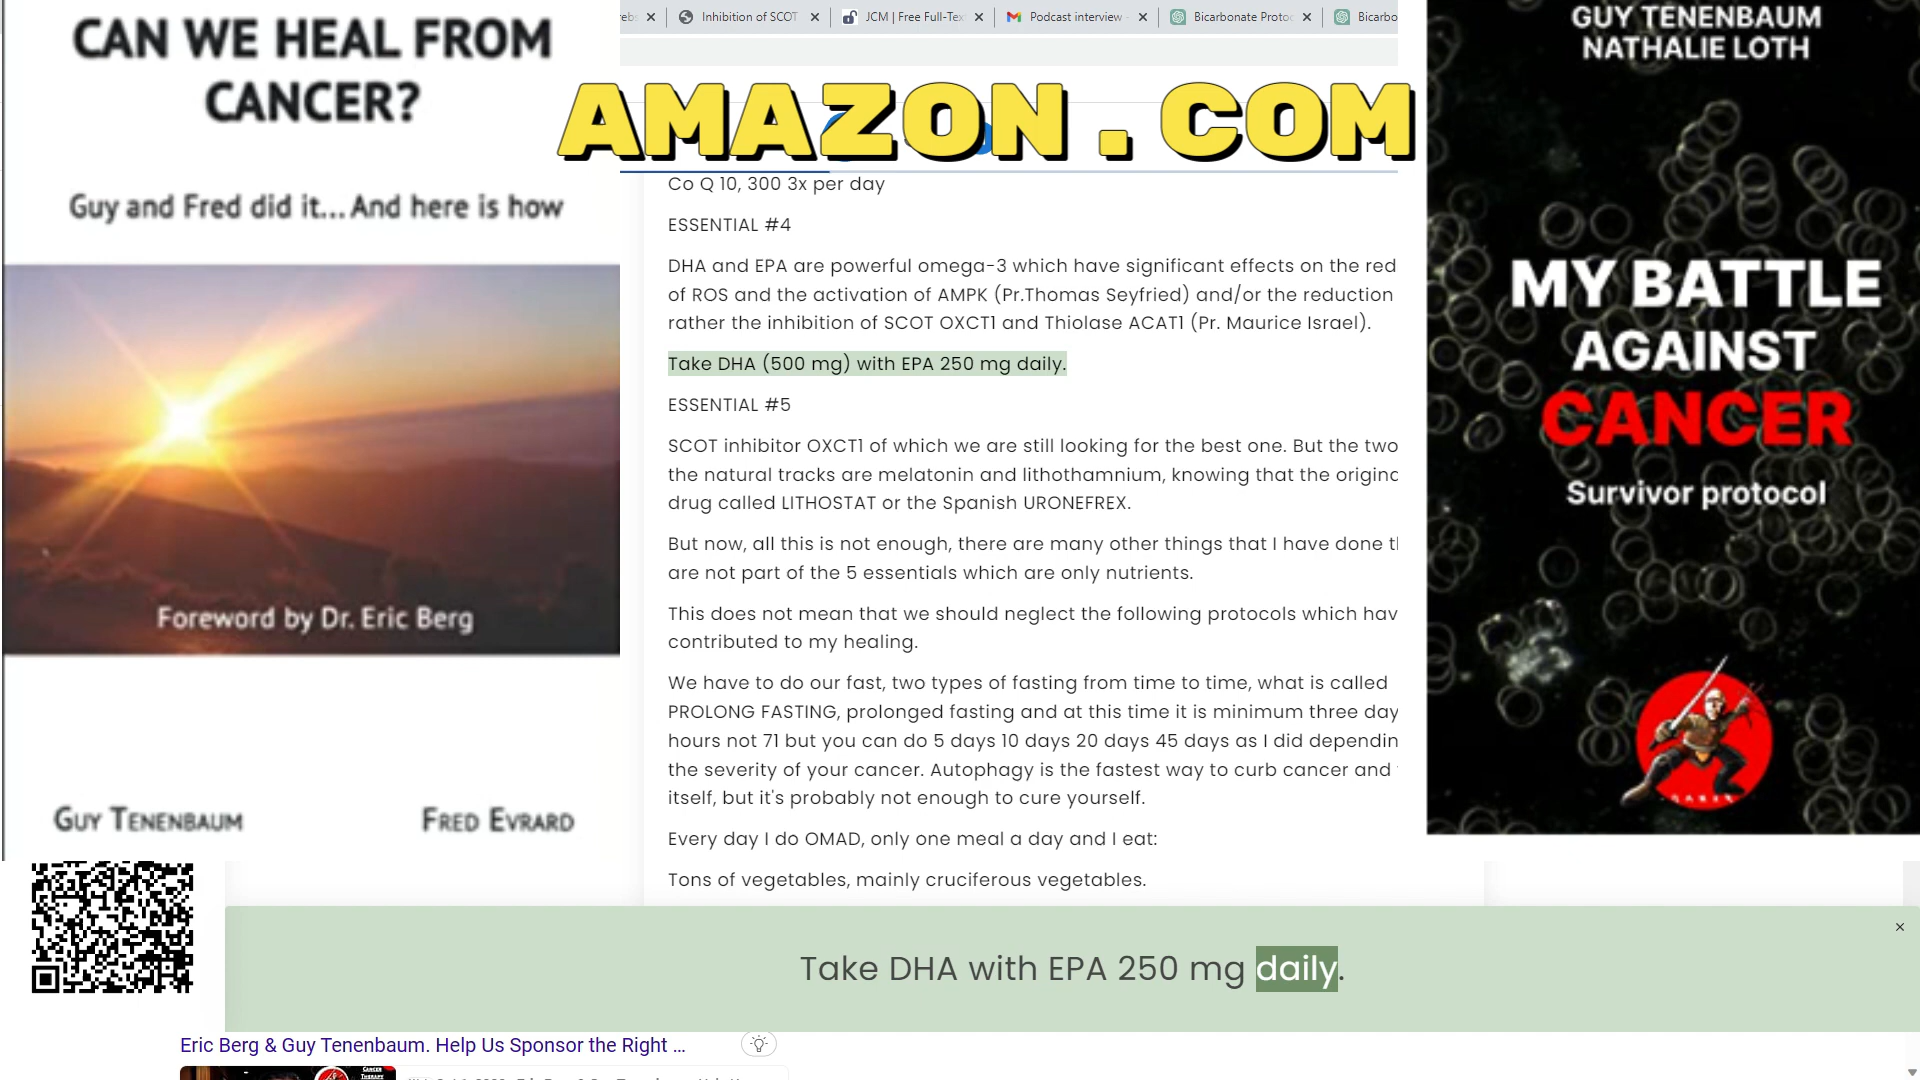 CAN WE HEAL FROM
CANCER?
Guy and Fred did it... And here is how
Foreword by Dr. Eric Berg
GUY TENENBAUM
FRED EVRARD
Inhibition of SCOT
JCM | Free Full-Tex
Podcast interview -
Bicarbonate Protoc
Bicarbo
AMAZON . COM
Co Q 10, 300 3x per day
ESSENTIAL #4
DHA and EPA are powerful omega-3 which have significant effects on the red
of ROS and the activation of AMPK (Pr.Thomas Seyfried) and/or the reduction
rather the inhibition of SCOT OXCT1 and Thiolase ACAT1 (Pr. Maurice Israel).
Take DHA (500 mg) with EPA 250 mg daily.
ESSENTIAL #5
SCOT inhibitor OXCT1 of which we are still looking for the best one. But the two
the natural tracks are melatonin and lithothamnium, knowing that the origina
drug called LITHOSTAT or the Spanish URONEFREX.
But now, all this is not enough, there are many other things that I have done
are not part of the 5 essentials which are only nutrients.
This does not mean that we should neglect the following protocols which hav
contributed to my healing.
We have to do our fast, two types of fasting from time to time, what is called
PROLONG FASTING, prolonged fasting and at this time it is minimum three day
hours not 71 but you can do 5 days 10 days 20 days 45 days as I did dependin
the severity of your cancer. Autophagy is the fastest way to curb cancer and
itself, but it's probably not enough to cure yourself.
Every day I do OMAD, only one meal a day and I eat:
Tons of vegetables, mainly cruciferous vegetables.
GUY TENENBAUM
NATHALIE LOTH
MY BATTLE
AGAINST
CANCER
Survivor protocol
Take DHA with EPA 250 mg daily.
Eric Berg & Guy Tenenbaum. Help Us Sponsor the Right ...